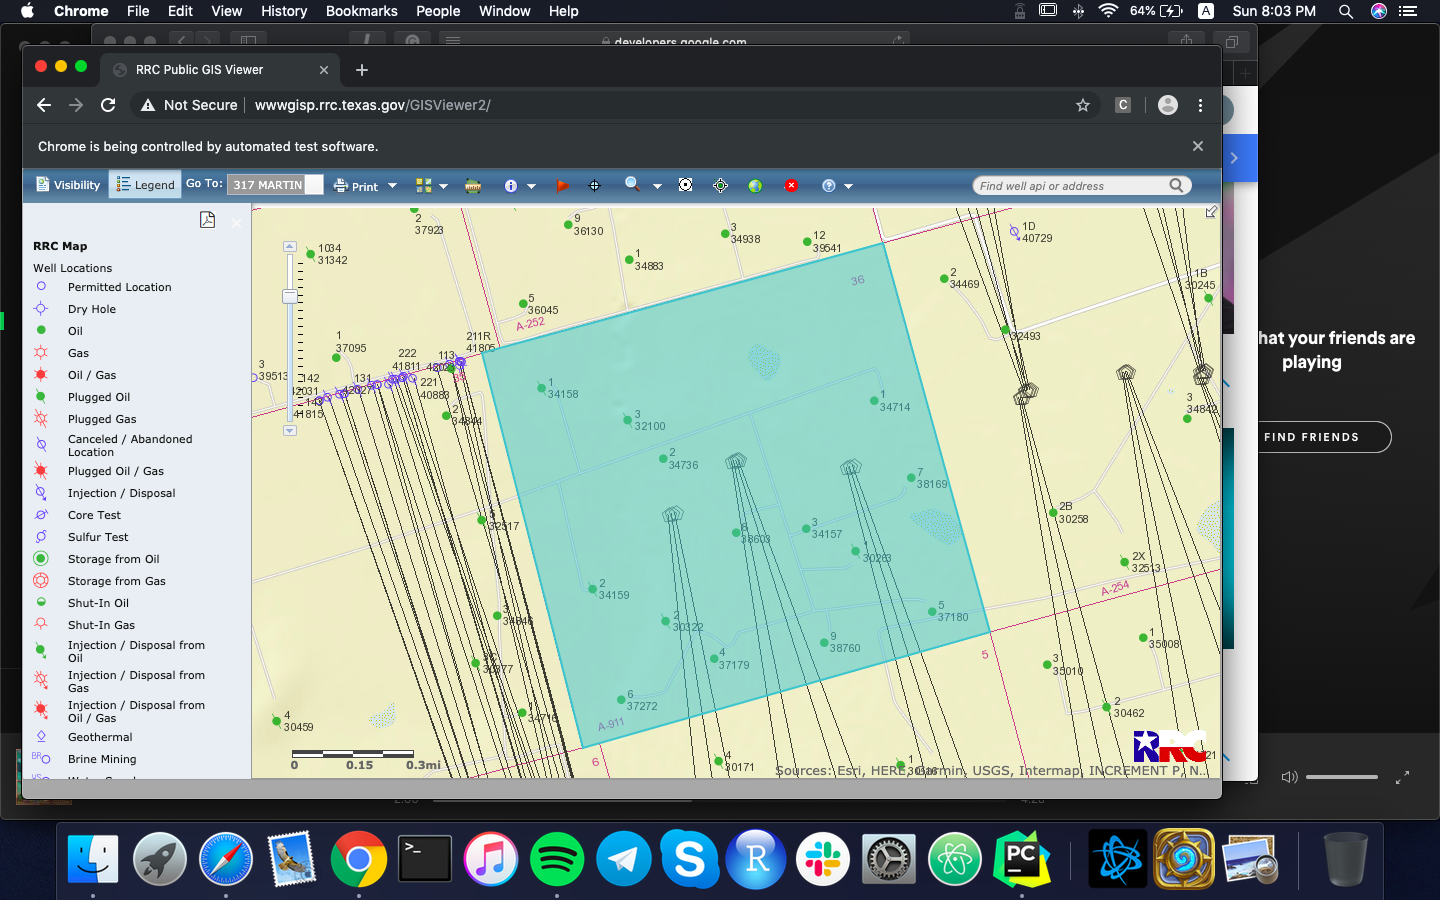 Chrome File Edit View History Bookmarks People Window Help
64% A Sun 8:03 PM
developers.google.com
RRC Public GIS Viewer
Not Secure wwwgisp.rrc.texas.gov/GISViewer2/
C
Chrome is being controlled by automated test software.
Visibility Legend Go To: 317 MARTIN Print Find well api or address
RRC Map
Well Locations
Permitted Location
Dry Hole
Oil
Gas
Oil / Gas
Plugged Oil
Plugged Gas
Canceled / Abandoned
Location
Plugged Oil / Gas
Injection / Disposal
Core Test
Sulfur Test
Storage from Oil
Storage from Gas
Shut-In Oil
Shut-In Gas
Injection / Disposal from
Oil
Injection / Disposal from
Gas
Injection / Disposal from
Oil / Gas
Geothermal
BR Brine Mining
2
37923
9
36130
3
34938
12
39541
1D
40729
1034
31342
1
34883
2
34469
1B
30245
36
5
36045
A-252
32493
1
37095
211R
41805
222
41811
113
3
39513
142
131
221
40883
41815
2
34844
1
34158
3
32100
1
34714
3
34842
2
34736
7
38169
32517
6
38603
3
34157
1
30263
2B
30258
2X
32513
A-254
2
34159
2
30322
5
37180
3
34846
9
38760
4
37179
30377
5
1
35008
3
35010
6
37272
A-911
34716
4
30459
2
30462
6
4
30171
1
0 0.15 0.3mi
RRC
Sources: Esri, HERE, Garmin, USGS, Intermap, INCREMENT P, N...
hat your friends are
playing
FIND FRIENDS
>_
S
R
PC